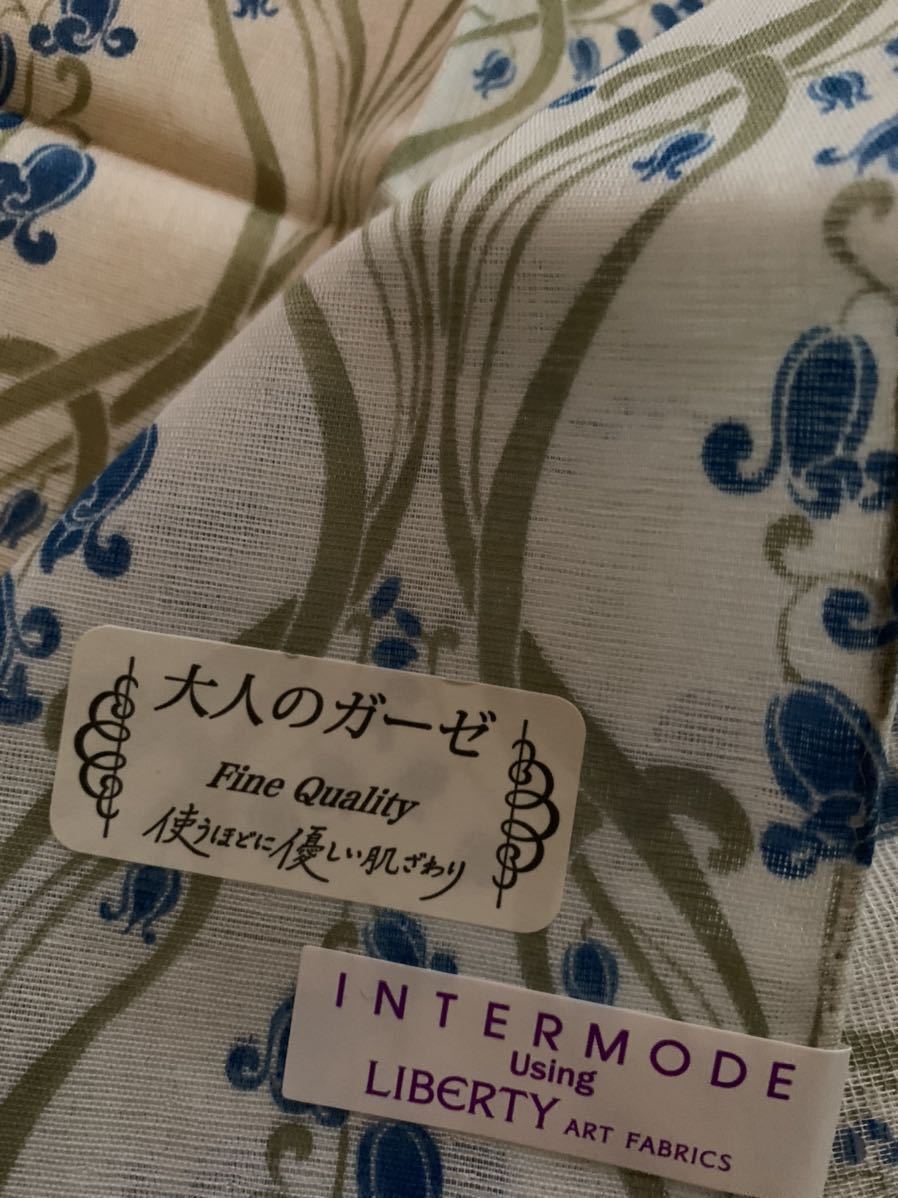 大人のガーゼ
Fine Quality
使うほどに優しい肌ざわり
INTERMODE
Using
LIBERTY ART FABRICS